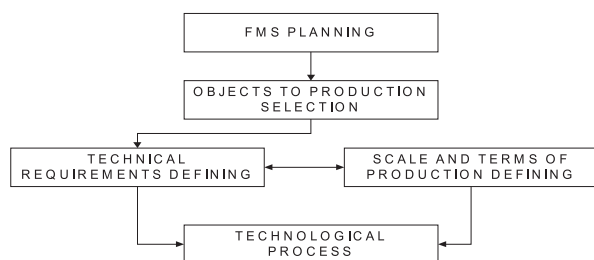 FMS PLANNING
OBJECTS TO PRODUCTION
SELECTION
TECHNICAL
REQUIREMENTS DEFINING
SCALE AND TERMS OF
PRODUCTION DEFINING
TECHNOLOGICAL
PROCESS